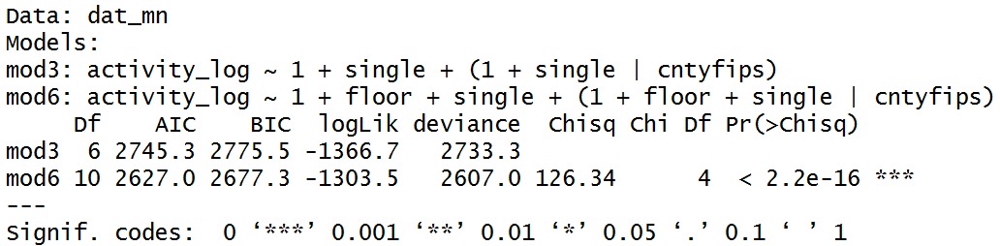 Data: dat_mn
Models:
mod3: activity_log ~ 1 + single + (1 + single | cntyfips)
mod6: activity_log ~ 1 + floor + single + (1 + floor + single | cntyfips)
     Df    AIC    BIC  logLik deviance  Chisq Chi Df Pr(>Chisq)
mod3  6 2745.3 2775.5 -1366.7   2733.3
mod6 10 2627.0 2677.3 -1303.5   2607.0 126.34      4  < 2.2e-16 ***
---
Signif. codes:  0 ‘***’ 0.001 ‘**’ 0.01 ‘*’ 0.05 ‘.’ 0.1 ‘ ’ 1